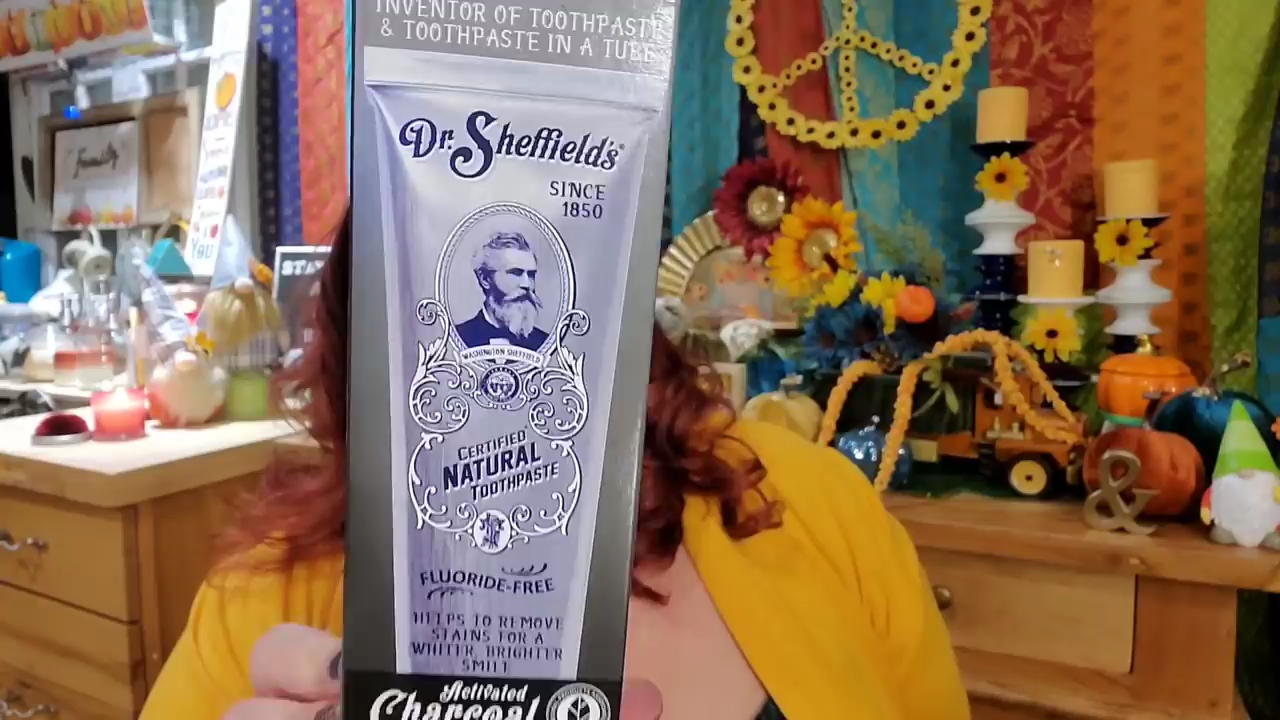 INVENTOR OF TOOTHPASTE
& TOOTHPASTE IN A TUBE
Dr. Sheffield's
SINCE
1850
WASHINGTON SHEFFIELD
CERTIFIED
NATURAL
TOOTHPASTE
FLUORIDE-FREE
HELPS TO REMOVE
STAINS FOR A
WHITER, BRIGHTER
SMILE
Activated
Charcoal
Family
You
STA
&